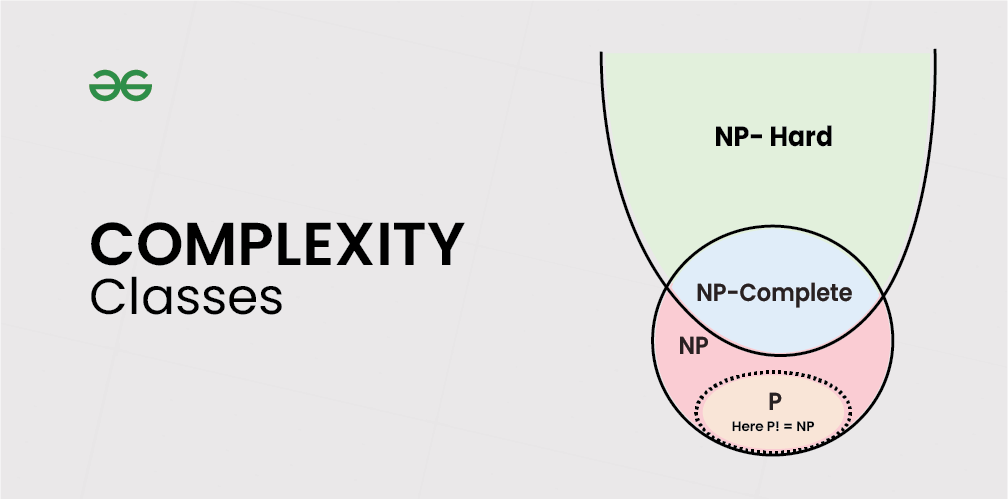 COMPLEXITY
Classes
NP- Hard
NP-Complete
NP
P
Here P! = NP